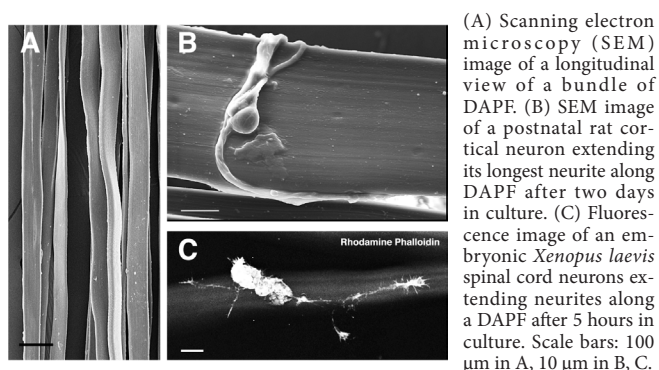 A
B
C
Rhodamine Phalloidin
(A) Scanning electron
microscopy (SEM)
image of a longitudinal
view of a bundle of
DAPF. (B) SEM image
of a postnatal rat cor-
tical neuron extending
its longest neurite along
DAPF after two days
in culture. (C) Fluores-
cence image of an em-
bryonic Xenopus laevis
spinal cord neurons ex-
tending neurites along
a DAPF after 5 hours in
culture. Scale bars: 100
μm in A, 10 μm in B, C.